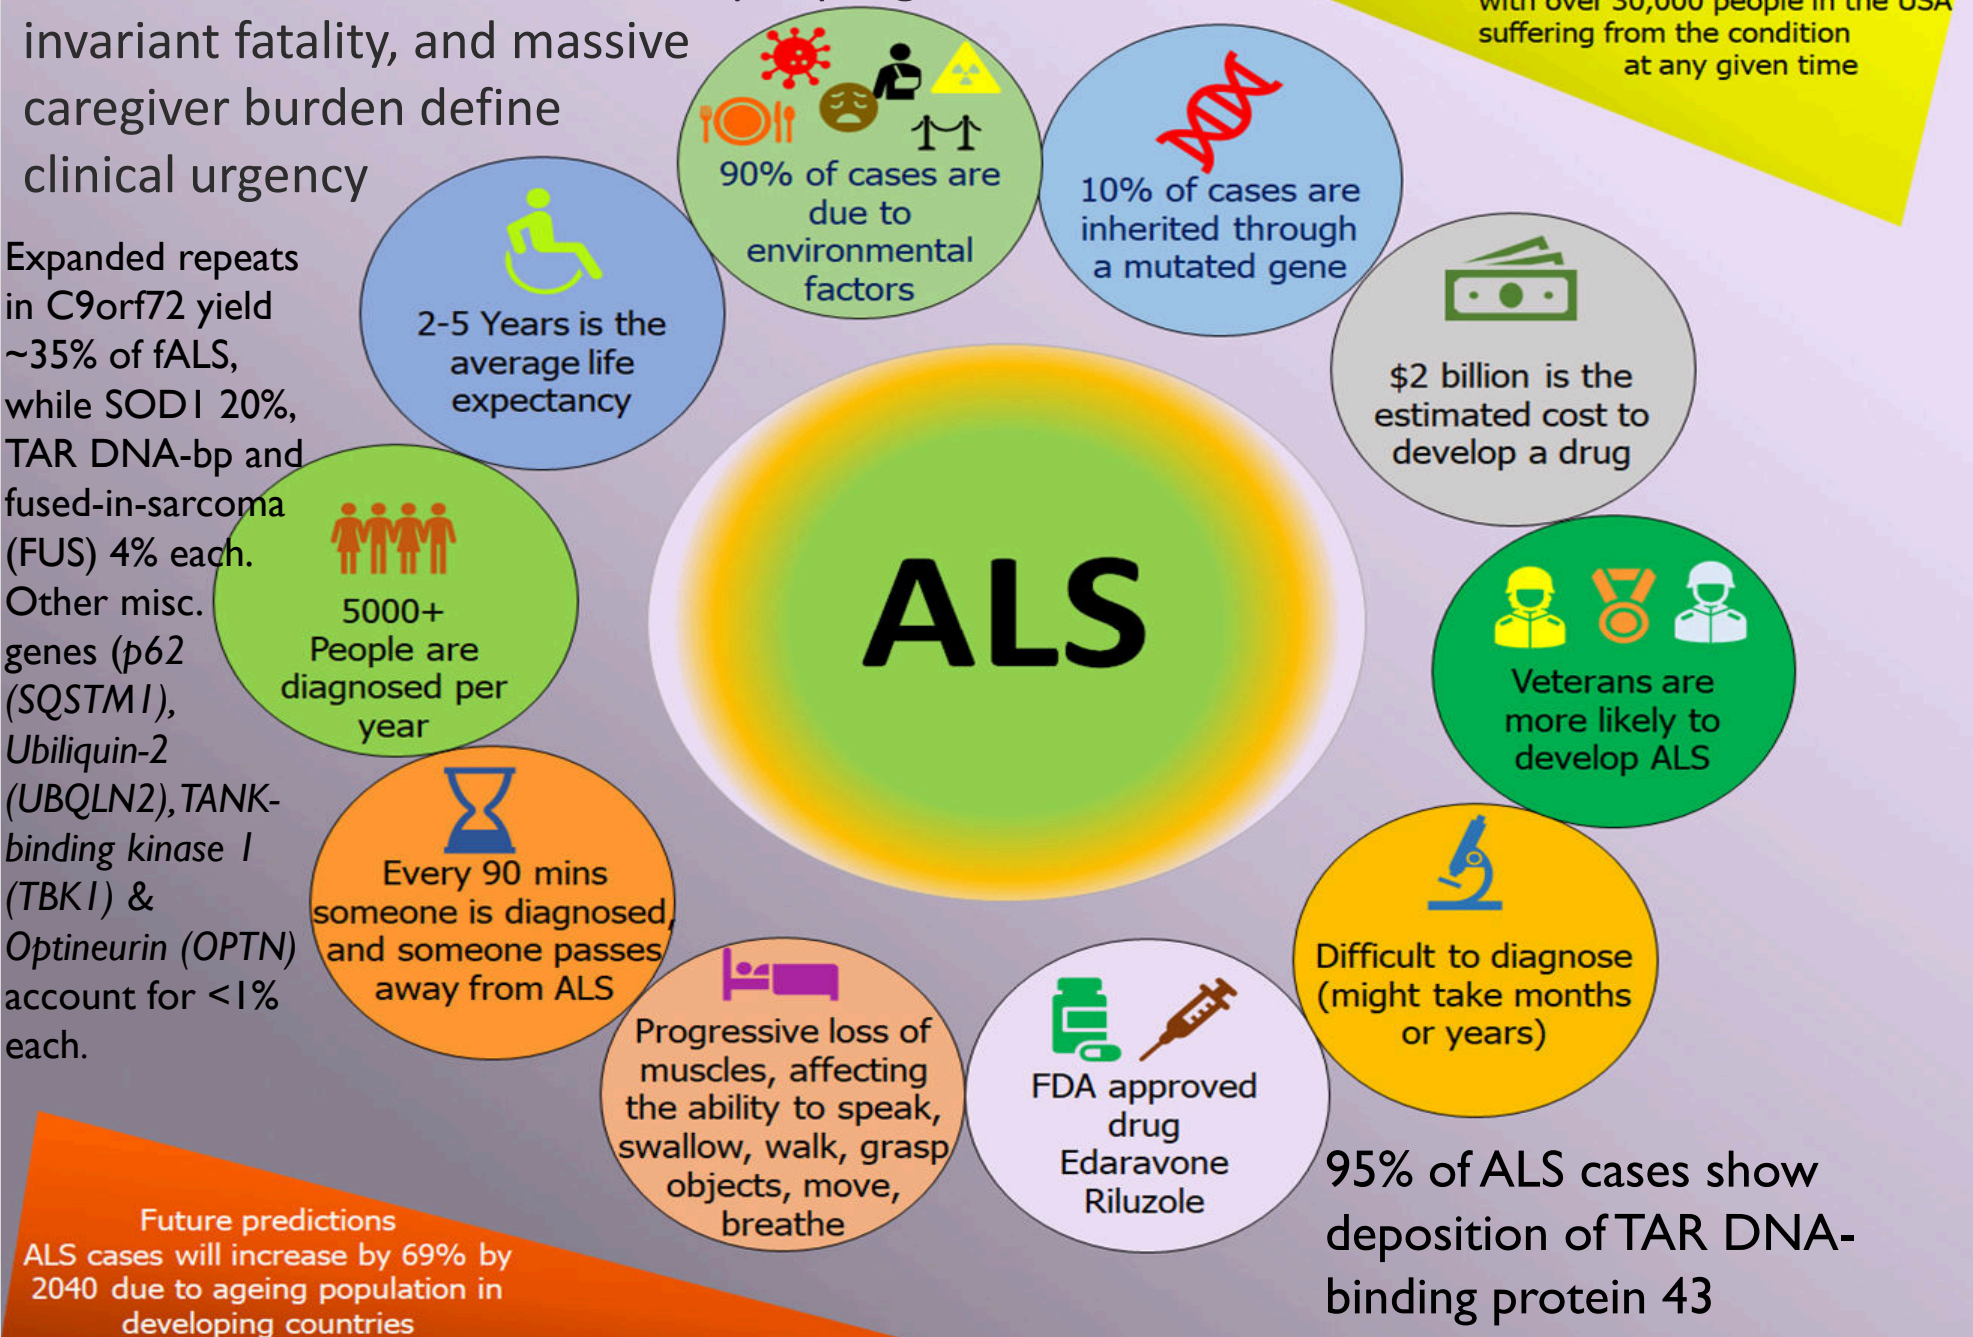 invariant fatality, and massive
caregiver burden define
clinical urgency
with over 30,000 people in the USA
suffering from the condition
at any given time
Expanded repeats
in C9orf72 yield
~35% of fALS,
while SOD1 20%,
TAR DNA-bp and
fused-in-sarcoma
(FUS) 4% each.
Other misc.
genes (p62
(SQSTM1),
Ubiliquin-2
(UBQLN2), TANK-
binding kinase 1
(TBK1) &
Optineurin (OPTN)
account for <1%
each.
90% of cases are
due to
environmental
factors
10% of cases are
inherited through
a mutated gene
2-5 Years is the
average life
expectancy
$2 billion is the
estimated cost to
develop a drug
5000+
People are
diagnosed per
year
ALS
Veterans are
more likely to
develop ALS
Every 90 mins
someone is diagnosed,
and someone passes
away from ALS
Difficult to diagnose
(might take months
or years)
Progressive loss of
muscles, affecting
the ability to speak,
swallow, walk, grasp
objects, move,
breathe
FDA approved
drug
Edaravone
Riluzole
95% of ALS cases show
deposition of TAR DNA-
binding protein 43
Future predictions
ALS cases will increase by 69% by
2040 due to ageing population in
developing countries